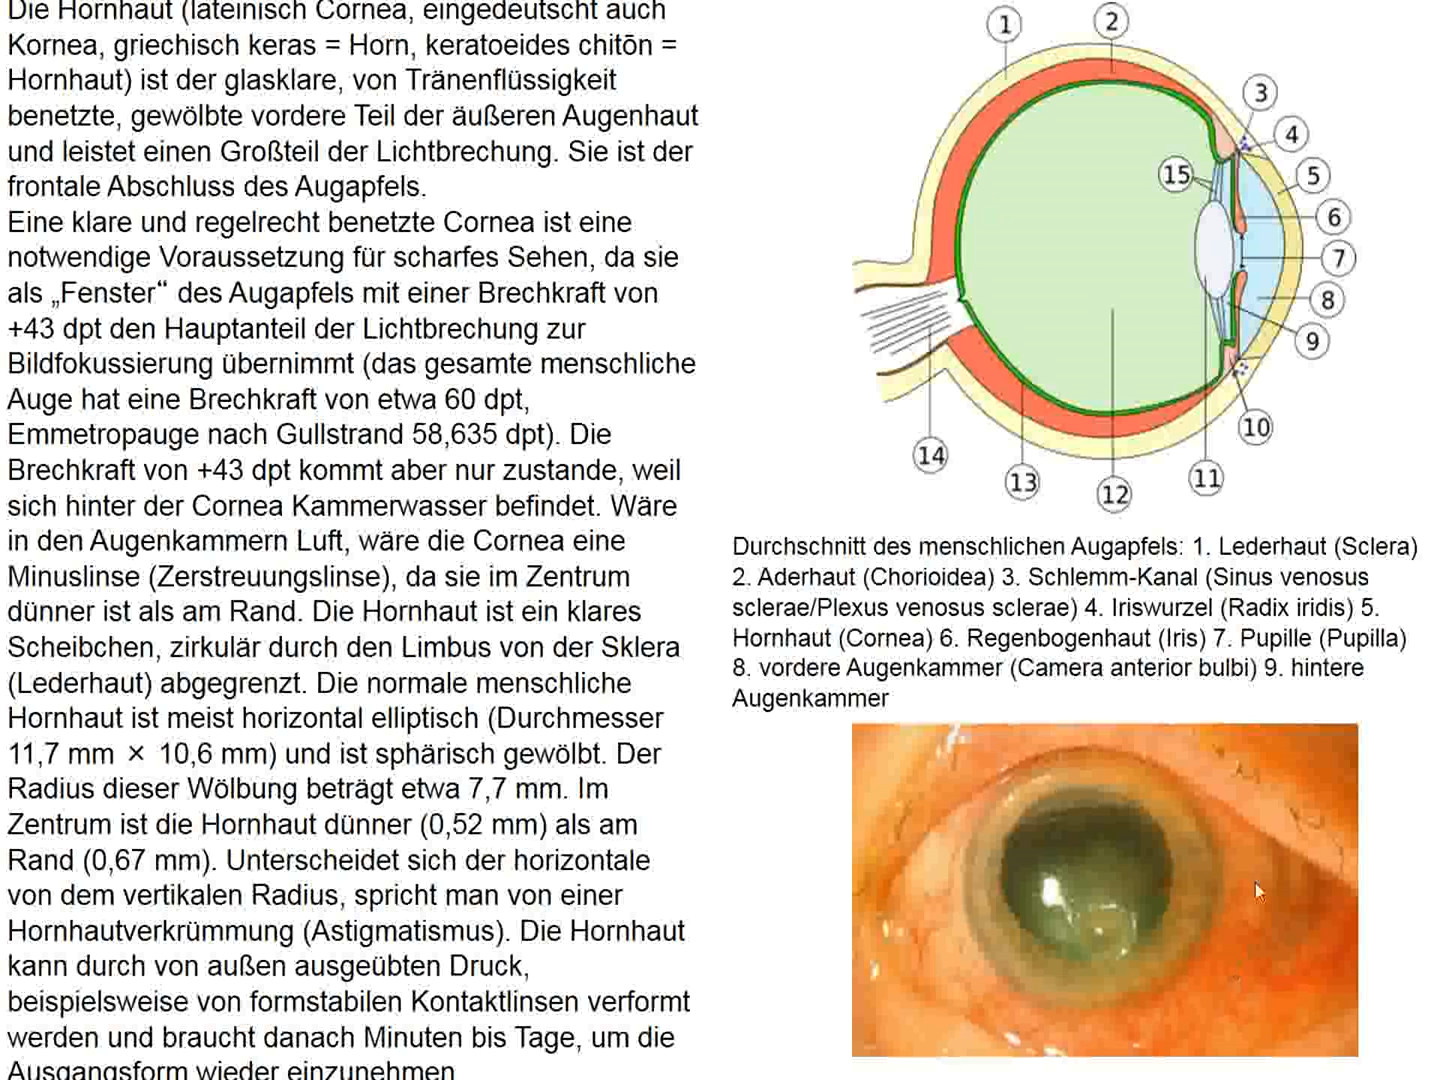 Die Hornhaut (lateinisch Cornea, eingedeutscht auch
Kornea, griechisch keras = Horn, keratoeides chitōn =
Hornhaut) ist der glasklare, von Tränenflüssigkeit
benetzte, gewölbte vordere Teil der äußeren Augenhaut
und leistet einen Großteil der Lichtbrechung. Sie ist der
frontale Abschluss des Augapfels.
Eine klare und regelrecht benetzte Cornea ist eine
notwendige Voraussetzung für scharfes Sehen, da sie
als „Fenster“ des Augapfels mit einer Brechkraft von
+43 dpt den Hauptanteil der Lichtbrechung zur
Bildfokussierung übernimmt (das gesamte menschliche
Auge hat eine Brechkraft von etwa 60 dpt,
Emmetropauge nach Gullstrand 58,635 dpt). Die
Brechkraft von +43 dpt kommt aber nur zustande, weil
sich hinter der Cornea Kammerwasser befindet. Wäre
in den Augenkammern Luft, wäre die Cornea eine
Minuslinse (Zerstreuungslinse), da sie im Zentrum
dünner ist als am Rand. Die Hornhaut ist ein klares
Scheibchen, zirkulär durch den Limbus von der Sklera
(Lederhaut) abgegrenzt. Die normale menschliche
Hornhaut ist meist horizontal elliptisch (Durchmesser
11,7 mm × 10,6 mm) und ist sphärisch gewölbt. Der
Radius dieser Wölbung beträgt etwa 7,7 mm. Im
Zentrum ist die Hornhaut dünner (0,52 mm) als am
Rand (0,67 mm). Unterscheidet sich der horizontale
von dem vertikalen Radius, spricht man von einer
Hornhautverkrümmung (Astigmatismus). Die Hornhaut
kann durch von außen ausgeübten Druck,
beispielsweise von formstabilen Kontaktlinsen verformt
werden und braucht danach Minuten bis Tage, um die
Ausgangsform wieder einzunehmen
1
2
3
4
15
5
6
7
8
9
10
14
13
12
11
Durchschnitt des menschlichen Augapfels: 1. Lederhaut (Sclera)
2. Aderhaut (Chorioidea) 3. Schlemm-Kanal (Sinus venosus
sclerae/Plexus venosus sclerae) 4. Iriswurzel (Radix iridis) 5.
Hornhaut (Cornea) 6. Regenbogenhaut (Iris) 7. Pupille (Pupilla)
8. vordere Augenkammer (Camera anterior bulbi) 9. hintere
Augenkammer